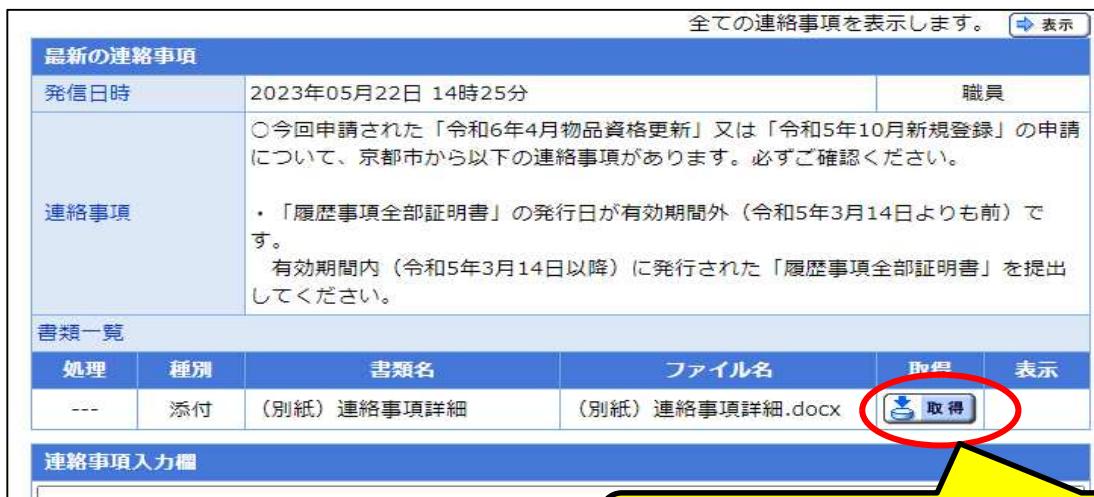 全ての連絡事項を表示します。 表示
最新の連絡事項
発信日時 2023年05月22日 14時25分 職員
○今回申請された「令和6年4月物品資格更新」又は「令和5年10月新規登録」の申請
について、京都市から以下の連絡事項があります。必ずご確認ください。
連絡事項
・「履歴事項全部証明書」の発行日が有効期間外（令和5年3月14日よりも前）で
す。
有効期間内（令和5年3月14日以降）に発行された「履歴事項全部証明書」を提出
してください。
書類一覧
処理 種別 書類名 ファイル名 取得 表示
--- 添付 （別紙）連絡事項詳細 （別紙）連絡事項詳細.docx 取得
連絡事項入力欄